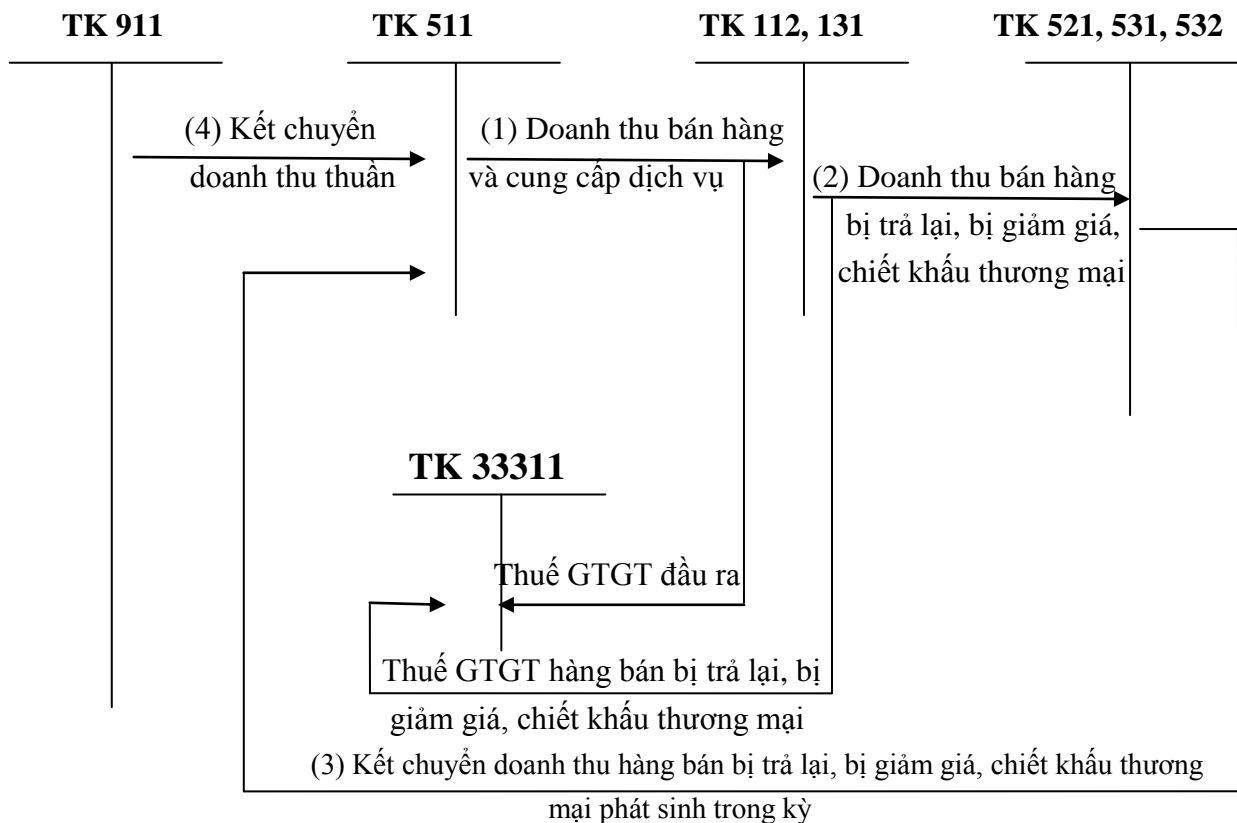 TK 911
TK 511
TK 112, 131
TK 521, 531, 532
(4) Kết chuyển
doanh thu thuần
(1) Doanh thu bán hàng
và cung cấp dịch vụ
(2) Doanh thu bán hàng
bị trả lại, bị giảm giá,
chiết khấu thương mại
TK 33311
Thuế GTGT đầu ra
Thuế GTGT hàng bán bị trả lại, bị
giảm giá, chiết khấu thương mại
(3) Kết chuyển doanh thu hàng bán bị trả lại, bị giảm giá, chiết khấu thương
mại phát sinh trong kỳ